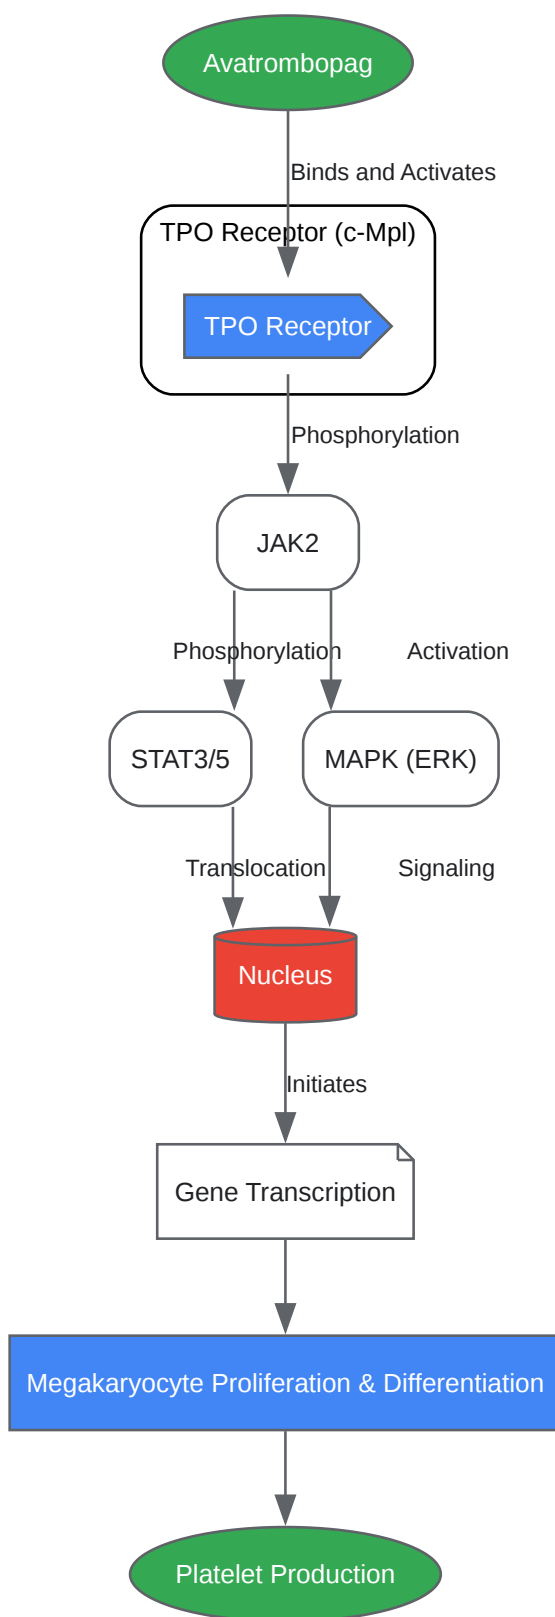 Avatrombopag
Binds and Activates
TPO Receptor (c-Mpl)
TPO Receptor
Phosphorylation
JAK2
Phosphorylation
Activation
STAT3/5
MAPK (ERK)
Translocation
Signaling
Nucleus
Initiates
Gene Transcription
Megakaryocyte Proliferation & Differentiation
Platelet Production